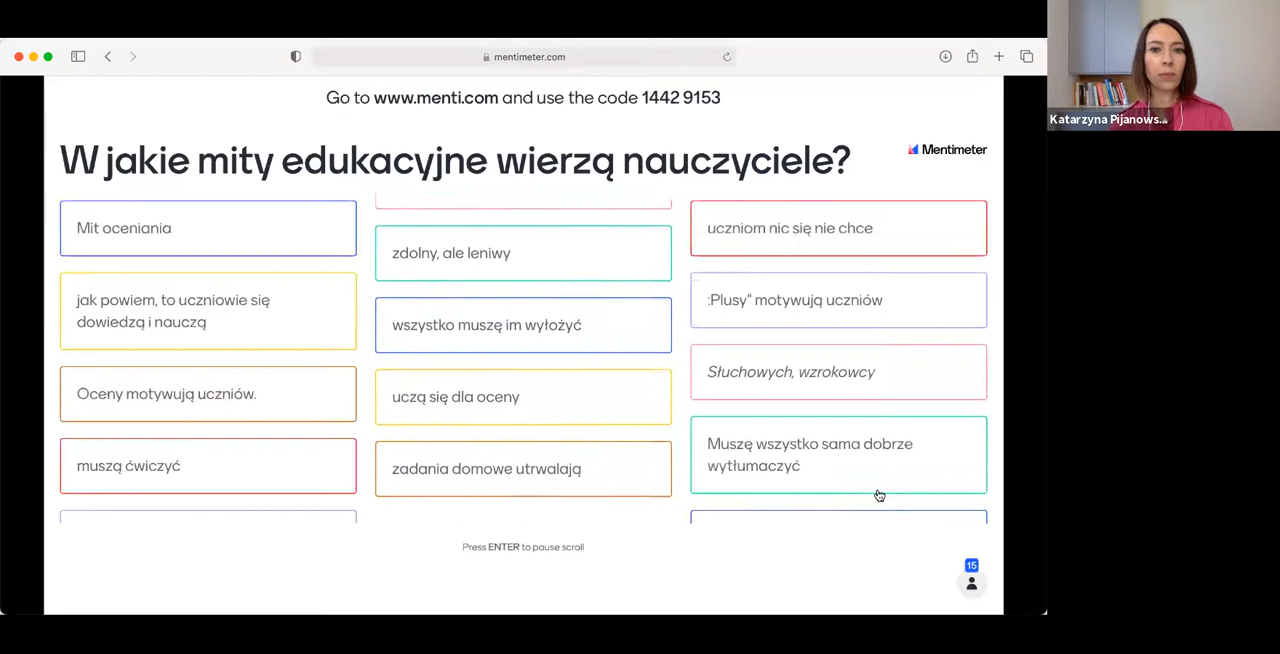 mentimeter.com
Go to www.menti.com and use the code 1442 9153
W jakie mity edukacyjne wierzą nauczyciele?
Mentimeter
Mit oceniania
jak powiem, to uczniowie się
dowiedzą i nauczą
Oceny motywują uczniów.
muszą ćwiczyć
zdolny, ale leniwy
wszystko muszę im wyłożyć
uczą się dla oceny
zadania domowe utrwalają
uczniom nic się nie chce
:Plusy" motywują uczniów
Słuchowych, wzrokowcy
Muszę wszystko sama dobrze
wytłumaczyć
Press ENTER to pause scroll
15
Katarzyna Pijanows...